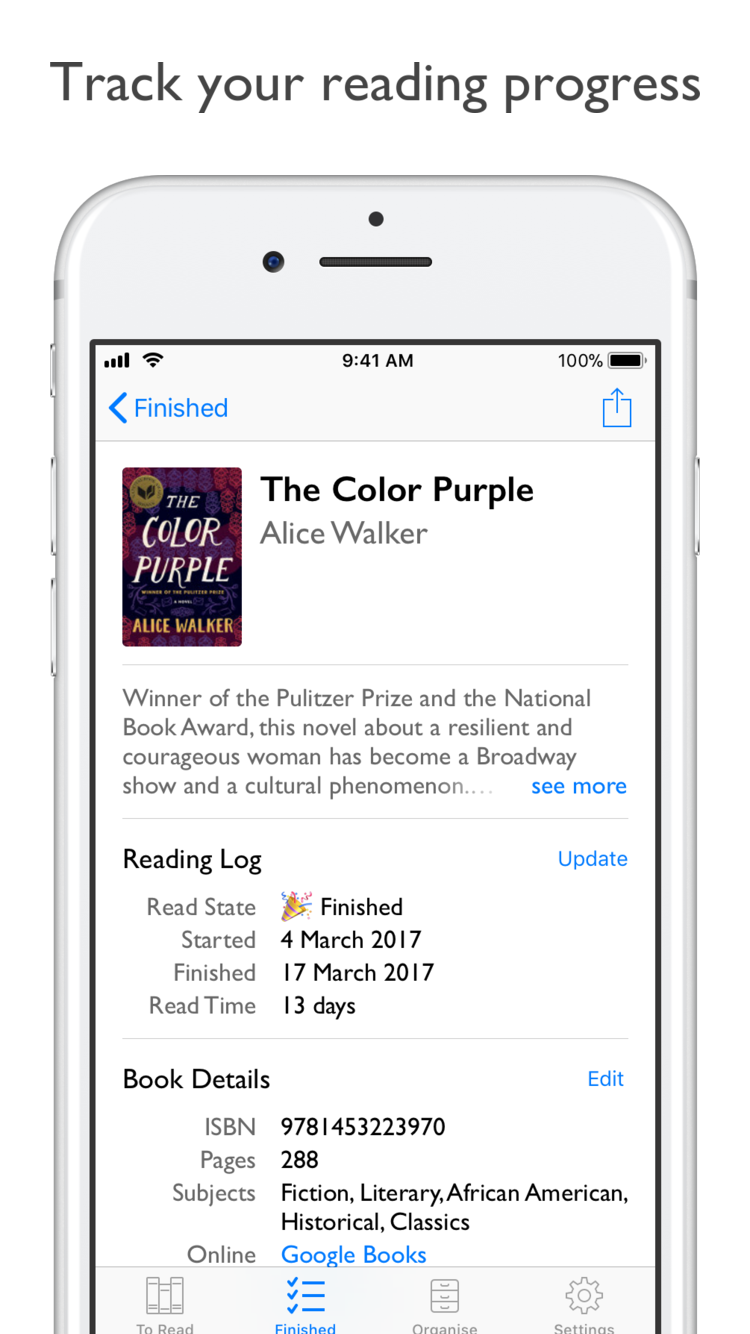 Track your reading progress
9:41 AM
100%
Finished
THE
COLOR
PURPLE
WINNER OF THE PULITZER PRIZE
A NOVEL
ALICE WALKER
The Color Purple
Alice Walker
Winner of the Pulitzer Prize and the National
Book Award, this novel about a resilient and
courageous woman has become a Broadway
show and a cultural phenomenon.... see more
Reading Log Update
Read State 🎉 Finished
Started 4 March 2017
Finished 17 March 2017
Read Time 13 days
Book Details Edit
ISBN 9781453223970
Pages 288
Subjects Fiction, Literary, African American,
Historical, Classics
Online Google Books
To Read Finished Organise Settings